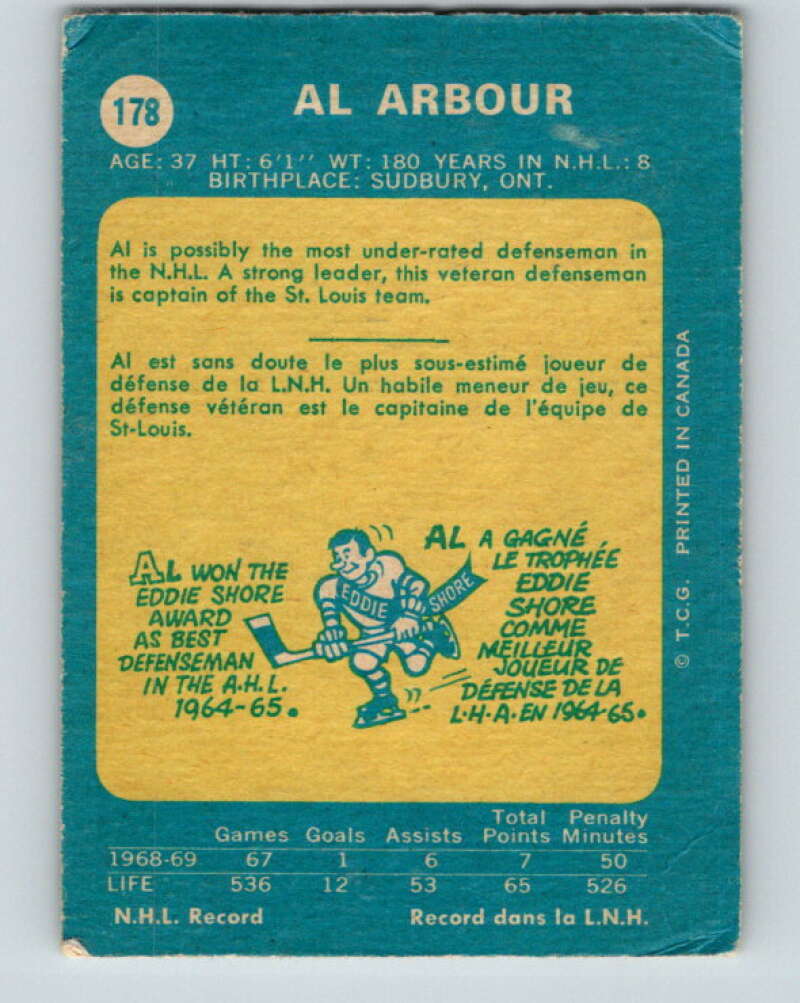 178
AL ARBOUR
AGE: 37 HT: 6'1'' WT: 180 YEARS IN N.H.L.: 8
BIRTHPLACE: SUDBURY, ONT.
Al is possibly the most under-rated defenseman in
the N.H.L. A strong leader, this veteran defenseman
is captain of the St. Louis team.
Al est sans doute le plus sous-estimé joueur de
défense de la L.N.H. Un habile meneur de jeu, ce
défense vétéran est le capitaine de l'équipe de
St-Louis.
AL WON THE
EDDIE SHORE
AWARD
AS BEST
DEFENSEMAN
IN THE A.H.L.
1964-65.
EDDIE SHORE
AL A GAGNÉ
LE TROPHÉE
EDDIE
SHORE
COMME
MEILLEUR
JOUEUR DE
DÉFENSE DE LA
L.H.A. EN 1964-65.
© T.C.G. PRINTED IN CANADA
Games Goals Assists Total Points Penalty Minutes
1968-69 67 1 6 7 50
LIFE 536 12 53 65 526
N.H.L. Record Record dans la L.N.H.